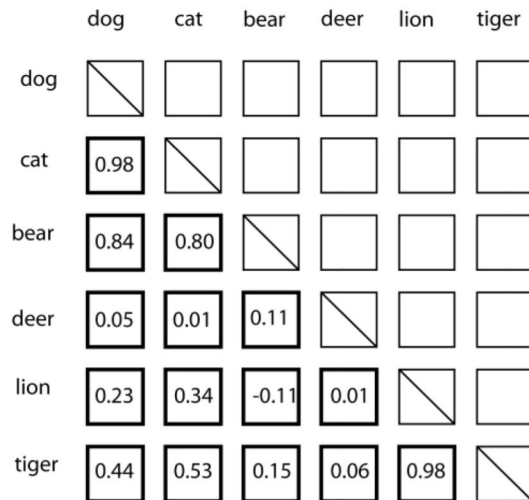 dog cat bear deer lion tiger
dog
cat 0.98
bear 0.84 0.80
deer 0.05 0.01 0.11
lion 0.23 0.34 -0.11 0.01
tiger 0.44 0.53 0.15 0.06 0.98